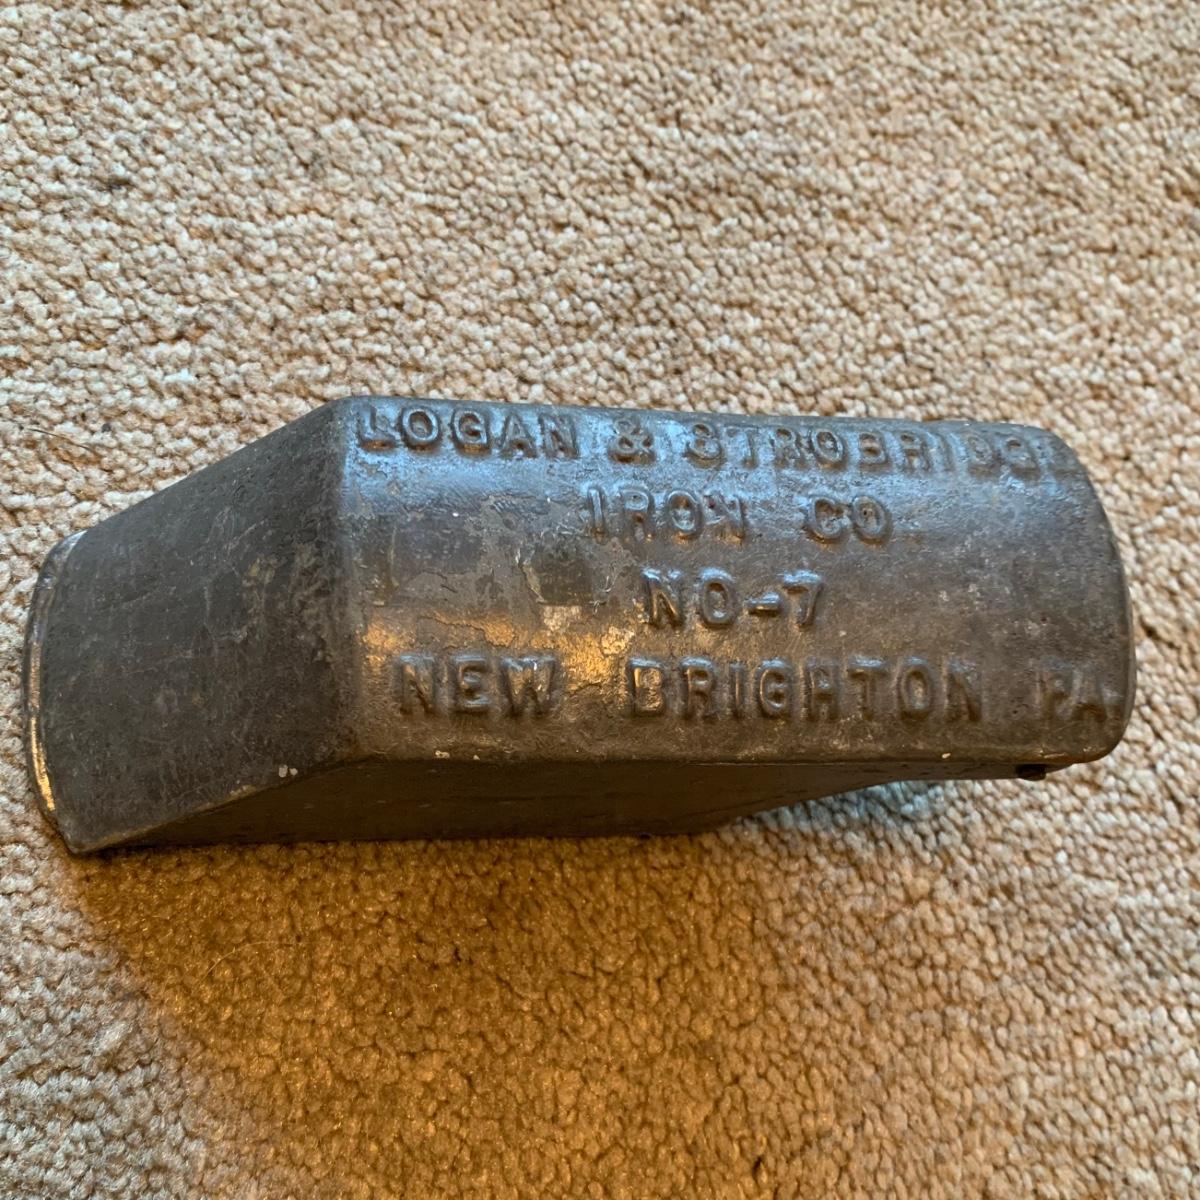 LOGAN & STROBRIDGE
IRON CO.
NO-7
NEW BRIGHTON PA.